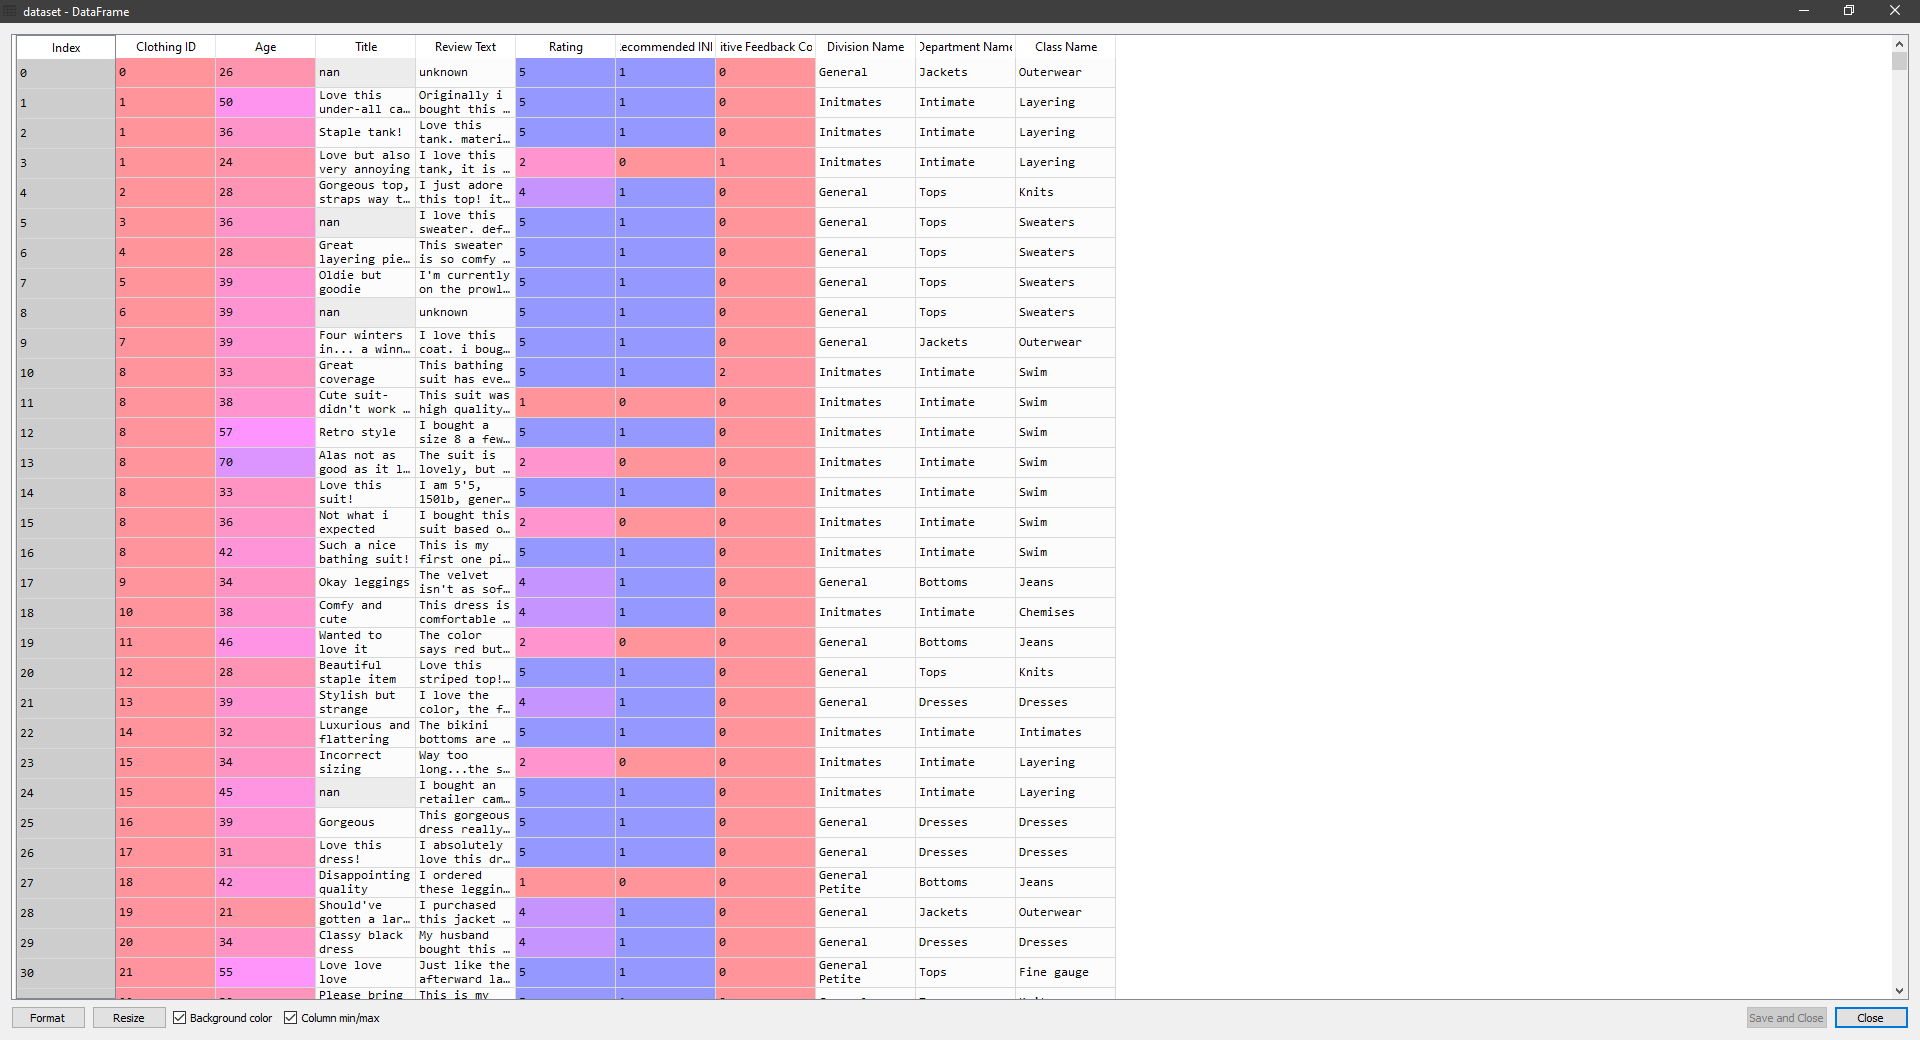 dataset - DataFrame
Index Clothing ID Age Title Review Text Rating ecommended INI itive Feedback Co Division Name Department Name Class Name
0 0 26 nan unknown 5 1 0 General Jackets Outerwear
1 1 50 Love this under-all ca… Originally i bought this … 5 1 0 Initmates Intimate Layering
2 1 36 Staple tank! Love this tank. materi… 5 1 0 Initmates Intimate Layering
3 1 24 Love but also very annoying I love this tank, it is … 2 0 1 Initmates Intimate Layering
4 2 28 Gorgeous top, straps way t… I just adore this top! it… 4 1 0 General Tops Knits
5 3 36 nan I love this sweater. def… 5 1 0 General Tops Sweaters
6 4 28 Great layering pie… This sweater is so comfy … 5 1 0 General Tops Sweaters
7 5 39 Oldie but goodie I'm currently on the prowl… 5 1 0 General Tops Sweaters
8 6 39 nan unknown 5 1 0 General Tops Sweaters
9 7 39 Four winters in... a winn… I love this coat. i boug… 5 1 0 General Jackets Outerwear
10 8 33 Great coverage This bathing suit has eve… 5 1 2 Initmates Intimate Swim
11 8 38 Cute suit- didn't work … This suit was high quality… 1 0 0 Initmates Intimate Swim
12 8 57 Retro style I bought a size 8 a few… 5 1 0 Initmates Intimate Swim
13 8 70 Alas not as good as it l… The suit is lovely, but … 2 0 0 Initmates Intimate Swim
14 8 33 Love this suit! I am 5'5, 150lb, gener… 5 1 0 Initmates Intimate Swim
15 8 36 Not what i expected I bought this suit based o… 2 0 0 Initmates Intimate Swim
16 8 42 Such a nice bathing suit! This is my first one pi… 5 1 0 Initmates Intimate Swim
17 9 34 Okay leggings The velvet isn't as sof… 4 1 0 General Bottoms Jeans
18 10 38 Comfy and cute This dress is comfortable … 4 1 0 Initmates Intimate Chemises
19 11 46 Wanted to love it The color says red but… 2 0 0 General Bottoms Jeans
20 12 28 Beautiful staple item Love this striped top!… 5 1 0 General Tops Knits
21 13 39 Stylish but strange I love the color, the f… 4 1 0 General Dresses Dresses
22 14 32 Luxurious and flattering The bikini bottoms are … 5 1 0 Initmates Intimate Intimates
23 15 34 Incorrect sizing Way too long...the s… 2 0 0 Initmates Intimate Layering
24 15 45 nan I bought an retailer cam… 5 1 0 Initmates Intimate Layering
25 16 39 Gorgeous This gorgeous dress really… 5 1 0 General Dresses Dresses
26 17 31 Love this dress! I absolutely love this dr… 5 1 0 General Dresses Dresses
27 18 42 Disappointing quality I ordered these leggin… 1 0 0 General Petite Bottoms Jeans
28 19 21 Should've gotten a lar… I purchased this jacket … 4 1 0 General Jackets Outerwear
29 20 34 Classy black dress My husband bought this … 4 1 0 General Dresses Dresses
30 21 55 Love love love Just like the afterward la… 5 1 0 General Petite Tops Fine gauge
Please bring This is my
Format Resize Background color Column min/max Save and Close Close